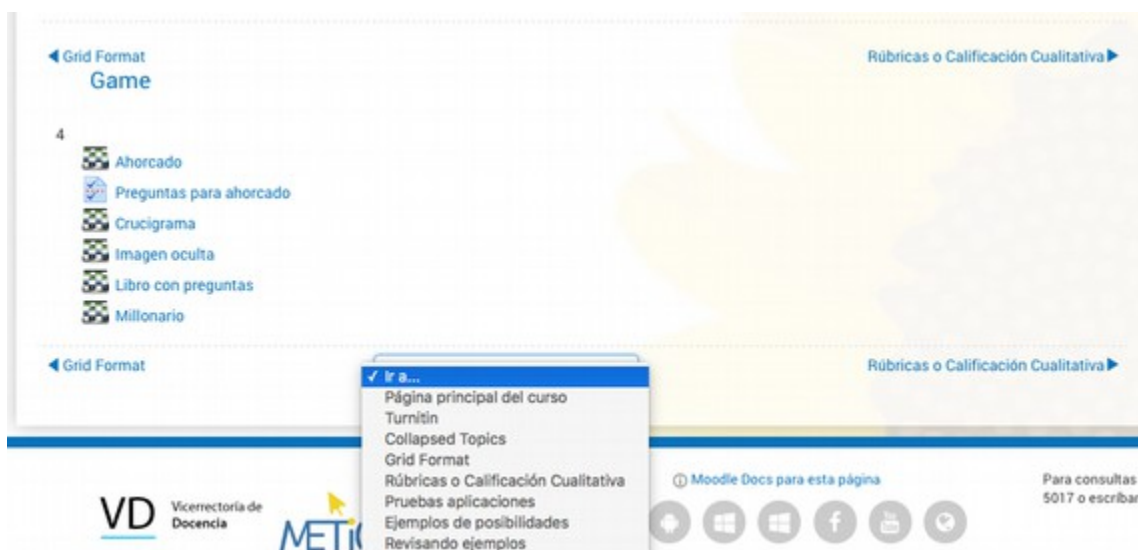 Grid Format
Rúbricas o Calificación Cualitativa
Game
4
Ahorcado
Preguntas para ahorcado
Crucigrama
Imagen oculta
Libro con preguntas
Millonario
Grid Format
Rúbricas o Calificación Cualitativa
Ir a...
Página principal del curso
Turnitin
Collapsed Topics
Grid Format
Rúbricas o Calificación Cualitativa
Pruebas aplicaciones
Ejemplos de posibilidades
Revisando ejemplos
Moodle Docs para esta página
Para consultas
5017 o escríban
VD
Vicerrectoría de
Docencia
METI